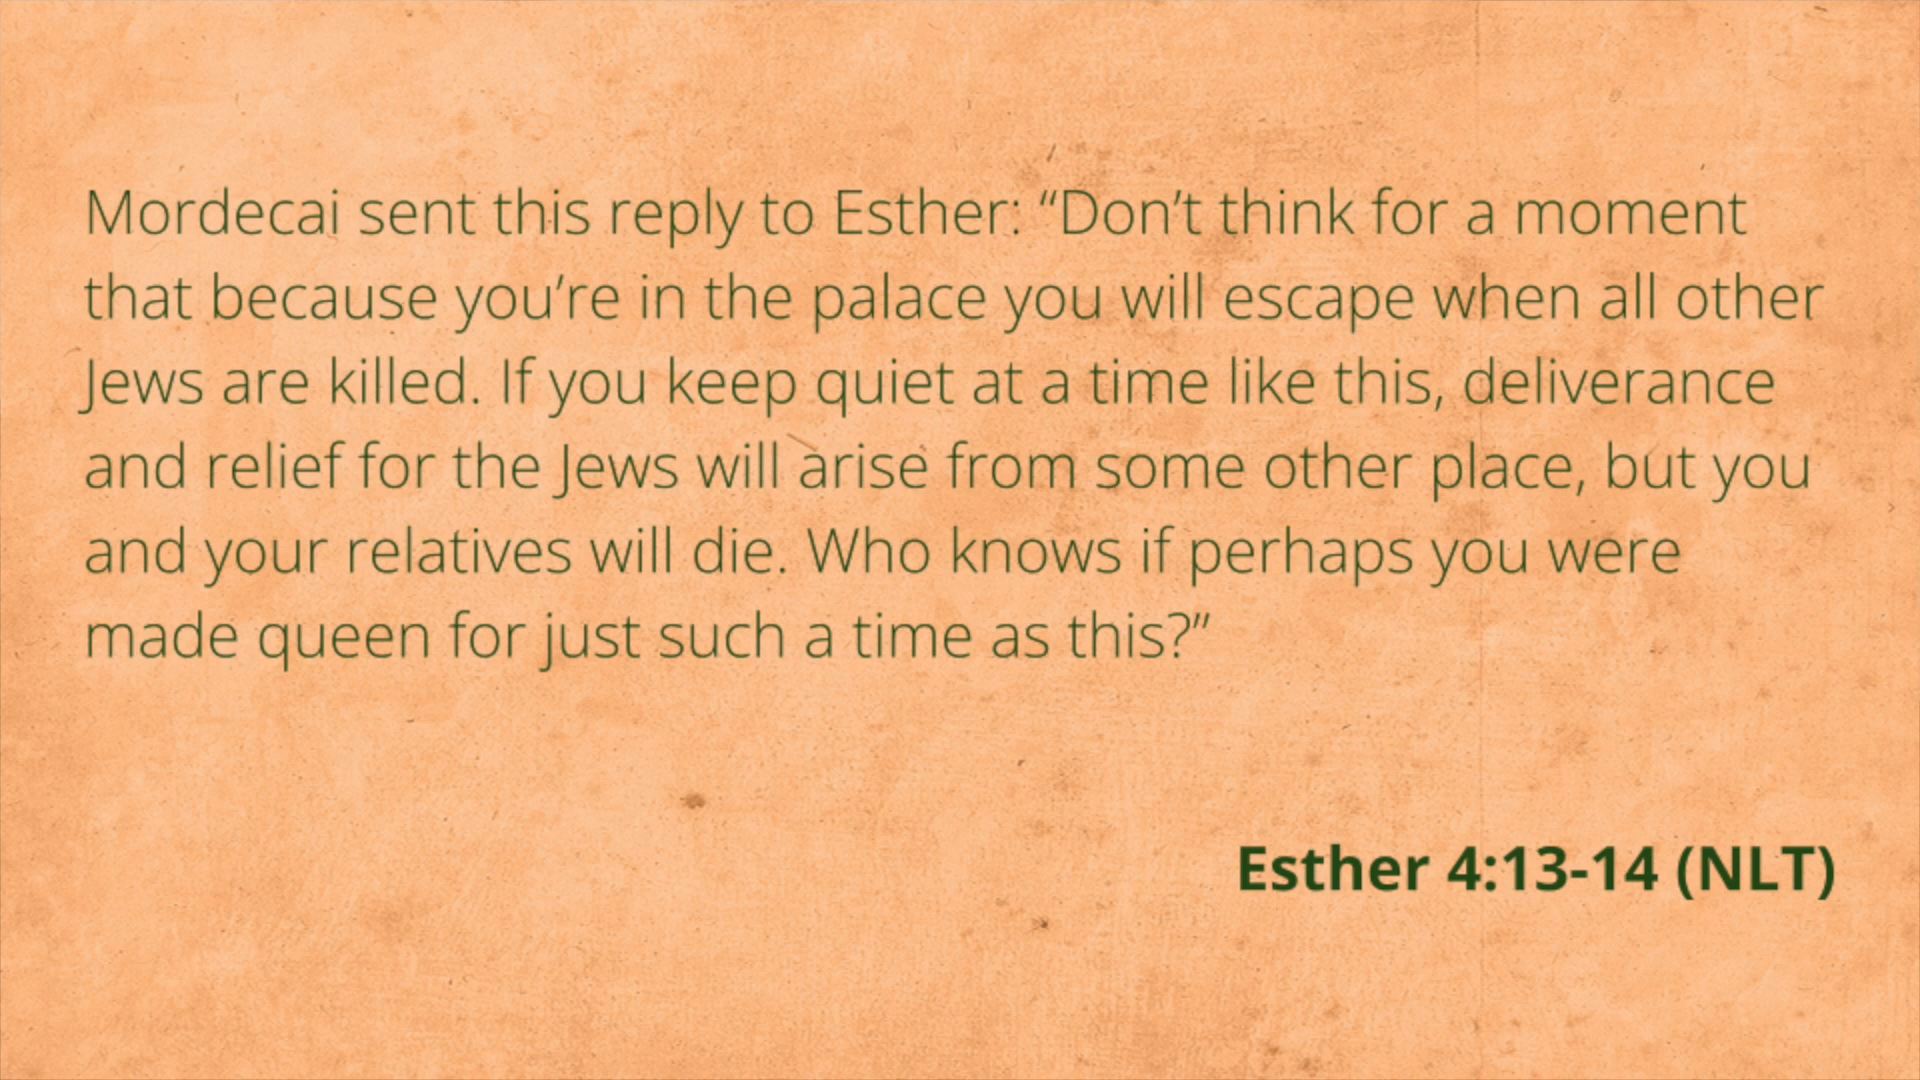 Mordecai sent this reply to Esther: “Don’t think for a moment
that because you’re in the palace you will escape when all other
Jews are killed. If you keep quiet at a time like this, deliverance
and relief for the Jews will arise from some other place, but you
and your relatives will die. Who knows if perhaps you were
made queen for just such a time as this?”
Esther 4:13-14 (NLT)